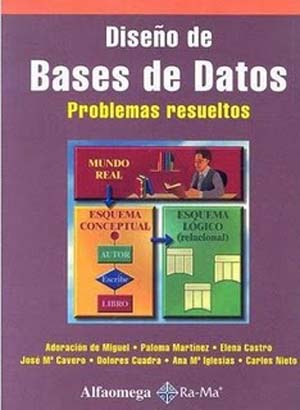 Diseño de
Bases de Datos
Problemas resueltos
MUNDO
REAL
ESQUEMA
CONCEPTUAL
AUTOR
Escribe
LIBRO
ESQUEMA
LÓGICO
(relacional)
Adoración de Miguel • Paloma Martínez • Elena Castro
José Mª Cavero • Dolores Cuadra • Ana Mª Iglesias • Carlos Nieto
Alfaomega Ra-Ma®